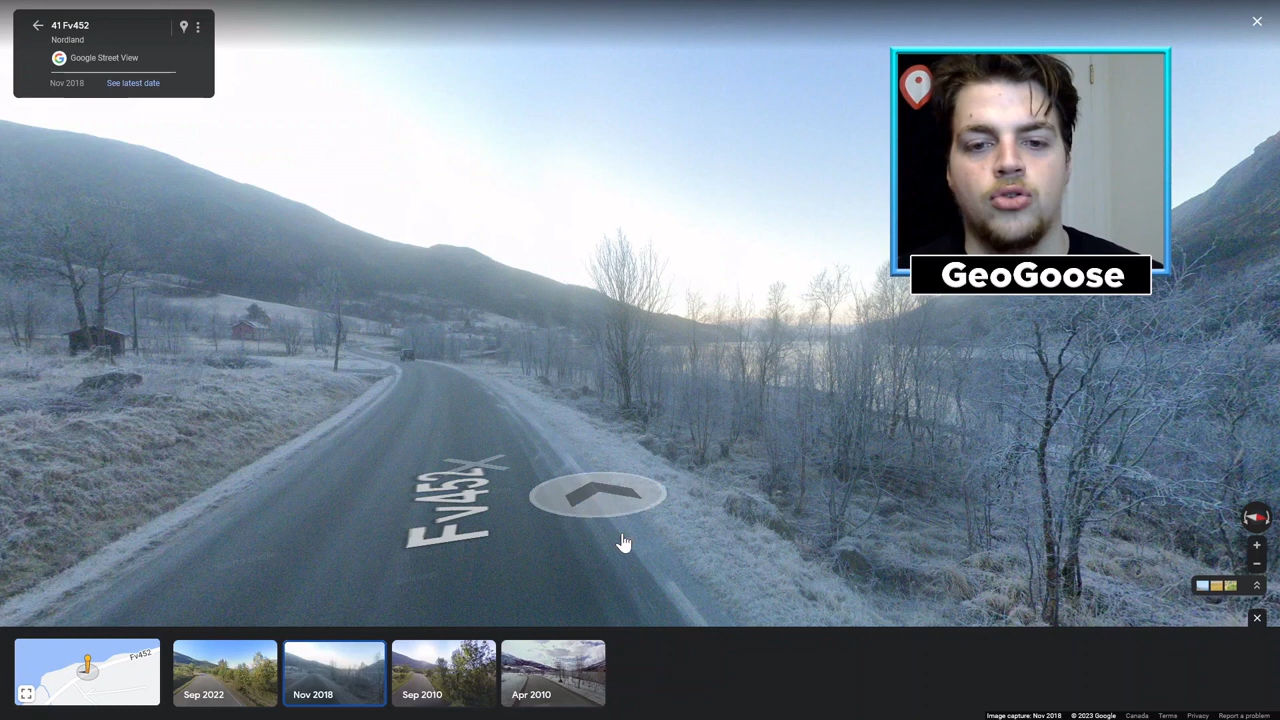 41 Fv452
Nordland
Google Street View
Nov 2018 See latest date
GeoGoose
Fv452
Fv452
Sep 2022
Nov 2018
Sep 2010
Apr 2010
Image capture: Nov 2018 © 2023 Google Canada Terms Privacy Report a problem